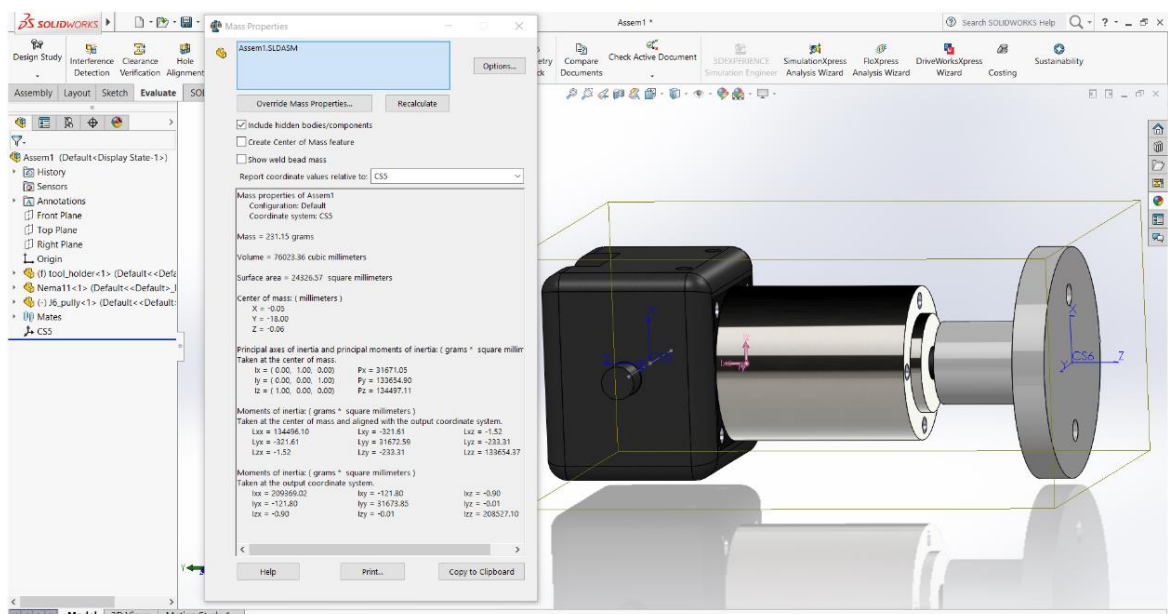 SOLIDWORKS
Assem1 *
Search SOLIDWORKS Help
Design Study
Interference Detection
Clearance Verification
Hole Alignment
Compare Documents
Check Active Document
3DEXPERIENCE Simulation Engineer
SimulationXpress Analysis Wizard
FloXpress Analysis Wizard
DriveWorksXpress Wizard
Costing
Sustainability
Assembly Layout Sketch Evaluate
Assem1 (Default<Display State-1>)
History
Sensors
Annotations
Front Plane
Top Plane
Right Plane
Origin
(f) tool_holder<1> (Default<<Defa
Nema11<1> (Default<<Default>_
(-) J6_pully<1> (Default<<Default:
Mates
CS5
Mass Properties
Assem1.SLDASM
Options...
Override Mass Properties...
Recalculate
Include hidden bodies/components
Create Center of Mass feature
Show weld bead mass
Report coordinate values relative to: CS5
Mass properties of Assem1
Configuration: Default
Coordinate system: CS5
Mass = 231.15 grams
Volume = 76023.36 cubic millimeters
Surface area = 24326.57 square millimeters
Center of mass: ( millimeters )
X = -0.05
Y = -18.00
Z = -0.06
Principal axes of inertia and principal moments of inertia: ( grams * square millim
Taken at the center of mass.
Ix = ( 0.00, 1.00, 0.00) Px = 31671.05
Iy = ( 0.00, 0.00, 1.00) Py = 133654.90
Iz = ( 1.00, 0.00, 0.00) Pz = 134497.11
Moments of inertia: ( grams * square millimeters )
Taken at the center of mass and aligned with the output coordinate system.
Lxx = 134496.10 Lxy = -321.61 Lxz = -1.52
Lyx = -321.61 Lyy = 31672.59 Lyz = -233.31
Lzx = -1.52 Lzy = -233.31 Lzz = 133654.37
Moments of inertia: ( grams * square millimeters )
Taken at the output coordinate system.
Ixx = 209369.02 Ixy = -121.80 Ixz = -0.90
Iyx = -121.80 Iyy = 31673.85 Iyz = -0.01
Izx = -0.90 Izy = -0.01 Izz = 208527.10
Help
Print...
Copy to Clipboard
X
Y
CS6
Z
Y